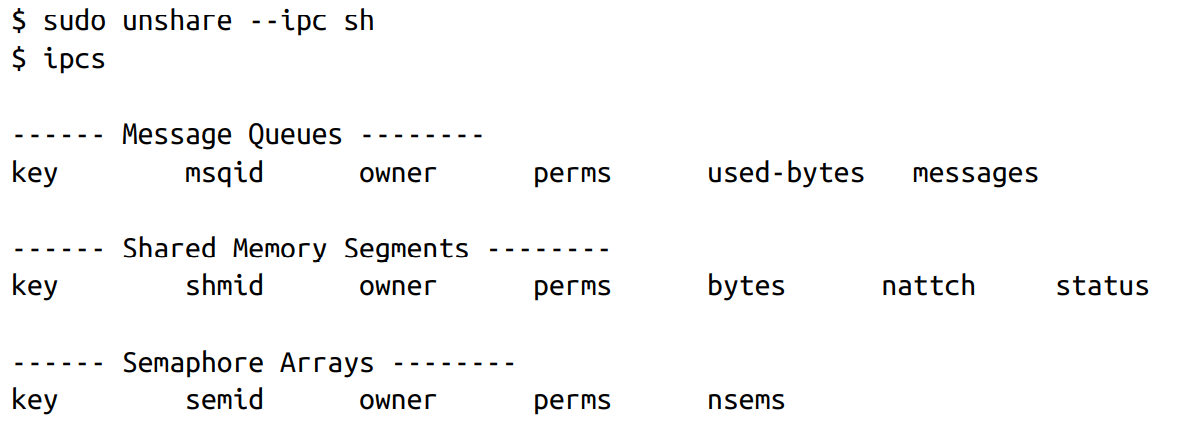 $ sudo unshare --ipc sh
$ ipcs
------ Message Queues --------
key msqid owner perms used-bytes messages
------ Shared Memory Segments --------
key shmid owner perms bytes nattch status
------ Semaphore Arrays --------
key semid owner perms nsems